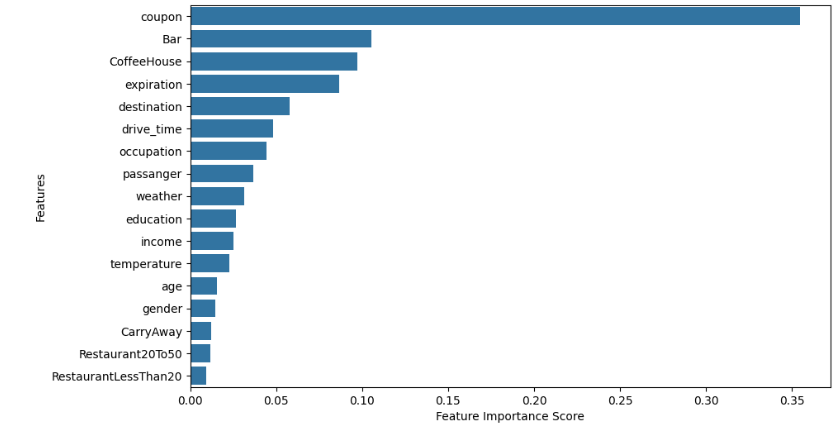 coupon
Bar
CoffeeHouse
expiration
destination
drive_time
occupation
passanger
weather
education
income
temperature
age
gender
CarryAway
Restaurant20To50
RestaurantLessThan20
Features
0.00 0.05 0.10 0.15 0.20 0.25 0.30 0.35
Feature Importance Score